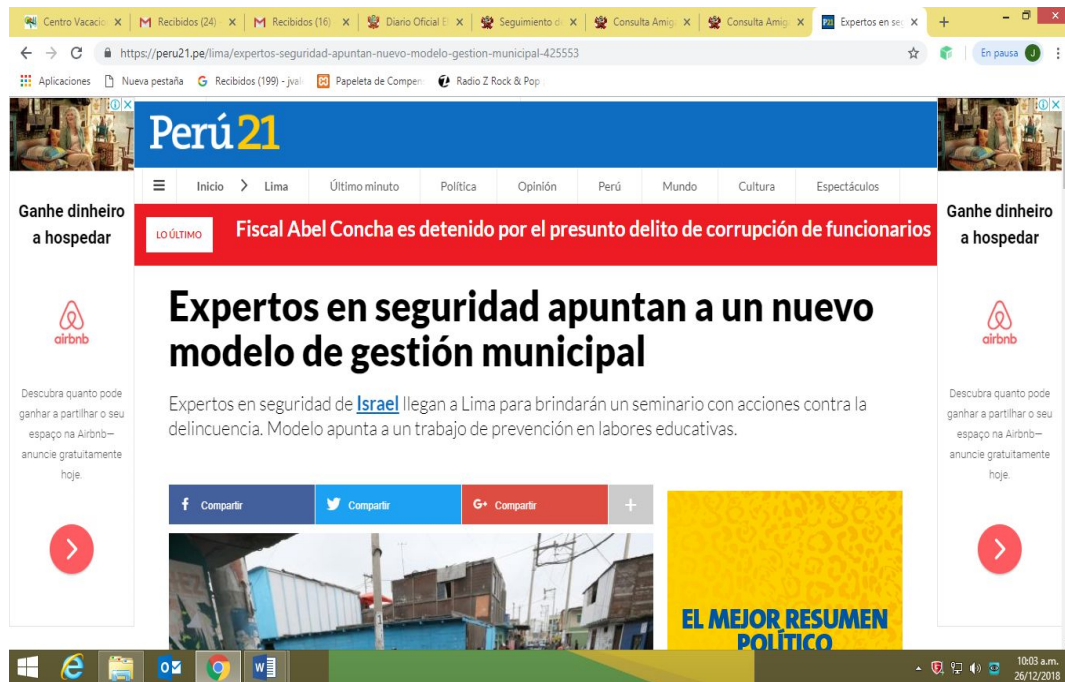 Centro Vacacio
Recibidos (24) -
Recibidos (16)
Diario Oficial E
Seguimiento d
Consulta Amig
Consulta Amig
P21 Expertos en seg
https://peru21.pe/lima/expertos-seguridad-apuntan-nuevo-modelo-gestion-municipal-425553
En pausa J
Aplicaciones
Nueva pestaña
G Recibidos (199) - jval
Papeleta de Compen
Radio Z Rock & Pop
Ganhe dinheiro
a hospedar
airbnb
Descubra quanto pode
ganhar a partilhar o seu
espaço na Airbnb—
anuncie gratuitamente
hoje.
Perú21
Inicio > Lima Último minuto Política Opinión Perú Mundo Cultura Espectáculos
LO ÚLTIMO Fiscal Abel Concha es detenido por el presunto delito de corrupción de funcionarios
Expertos en seguridad apuntan a un nuevo
modelo de gestión municipal
Expertos en seguridad de Israel llegan a Lima para brindarán un seminario con acciones contra la
delincuencia. Modelo apunta a un trabajo de prevención en labores educativas.
f Compartir
Compartir
G+ Compartir
+
EL MEJOR RESUMEN
POLÍTICO
Ganhe dinheiro
a hospedar
airbnb
Descubra quanto pode
ganhar a partilhar o seu
espaço na Airbnb—
anuncie gratuitamente
hoje.
10:03 a.m.
26/12/2018